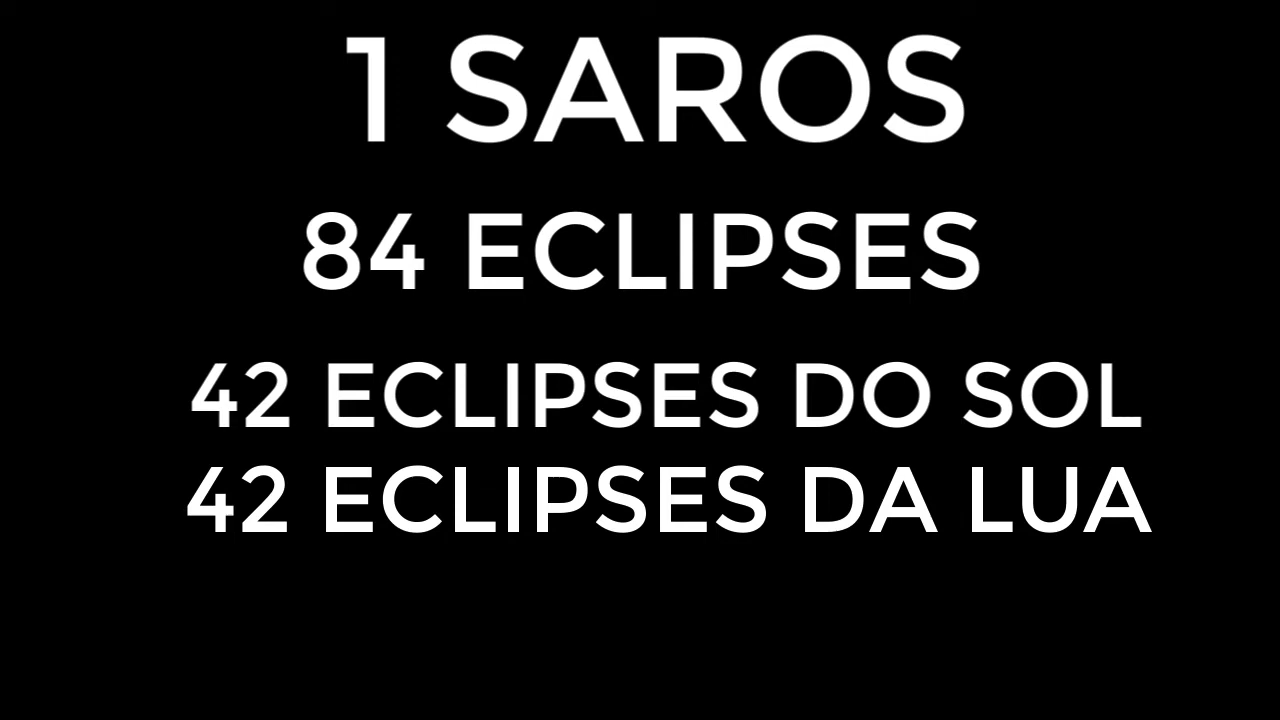 1 SAROS
84 ECLIPSES
42 ECLIPSES DO SOL
42 ECLIPSES DA LUA